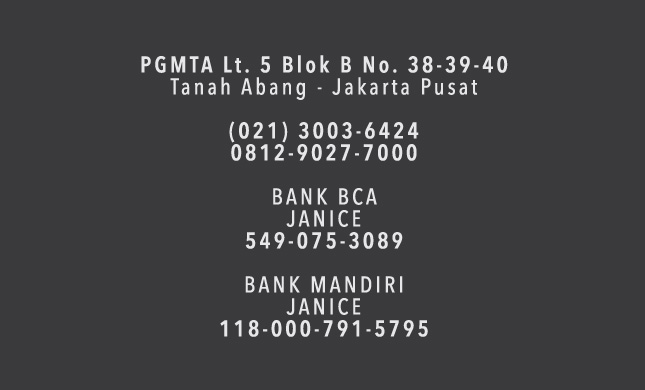 PGMTA Lt. 5 Blok B No. 38-39-40
Tanah Abang - Jakarta Pusat
(021) 3003-6424
0812-9027-7000
BANK BCA
JANICE
549-075-3089
BANK MANDIRI
JANICE
118-000-791-5795